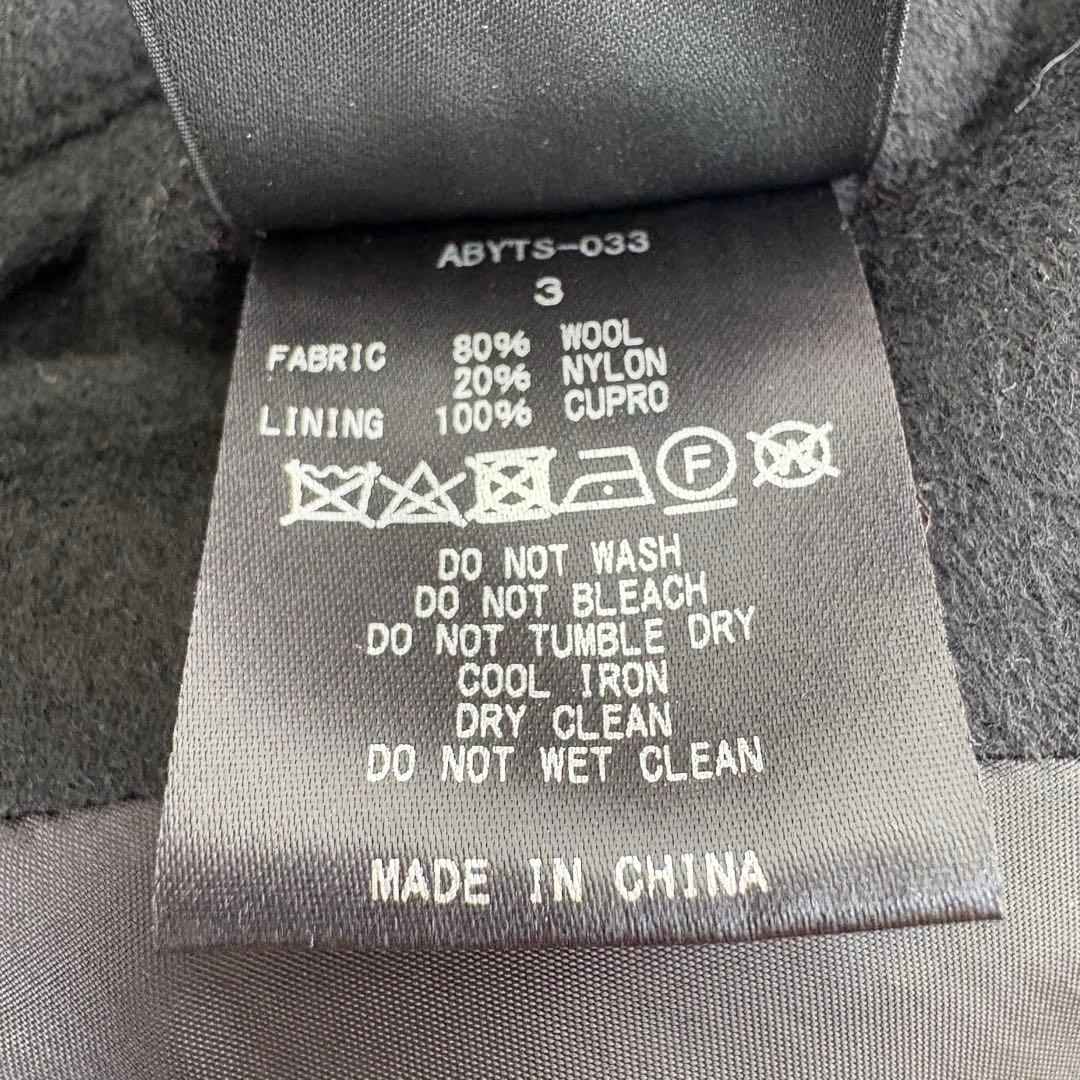 ABYTS-033
3
FABRIC 80% WOOL
20% NYLON
LINING 100% CUPRO
F W
DO NOT WASH
DO NOT BLEACH
DO NOT TUMBLE DRY
COOL IRON
DRY CLEAN
DO NOT WET CLEAN
MADE IN CHINA